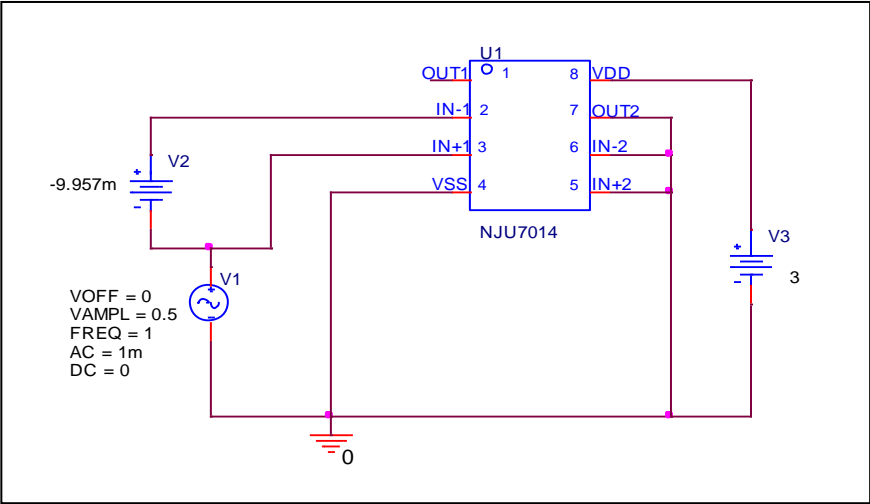 U1
OUT1 1 8 VDD
IN-1 2 7 OUT2
IN+1 3 6 IN-2
VSS 4 5 IN+2
NJU7014
+ V2
-9.957m
-
+ V3
3
-
V1
+
-
VOFF = 0
VAMPL = 0.5
FREQ = 1
AC = 1m
DC = 0
0